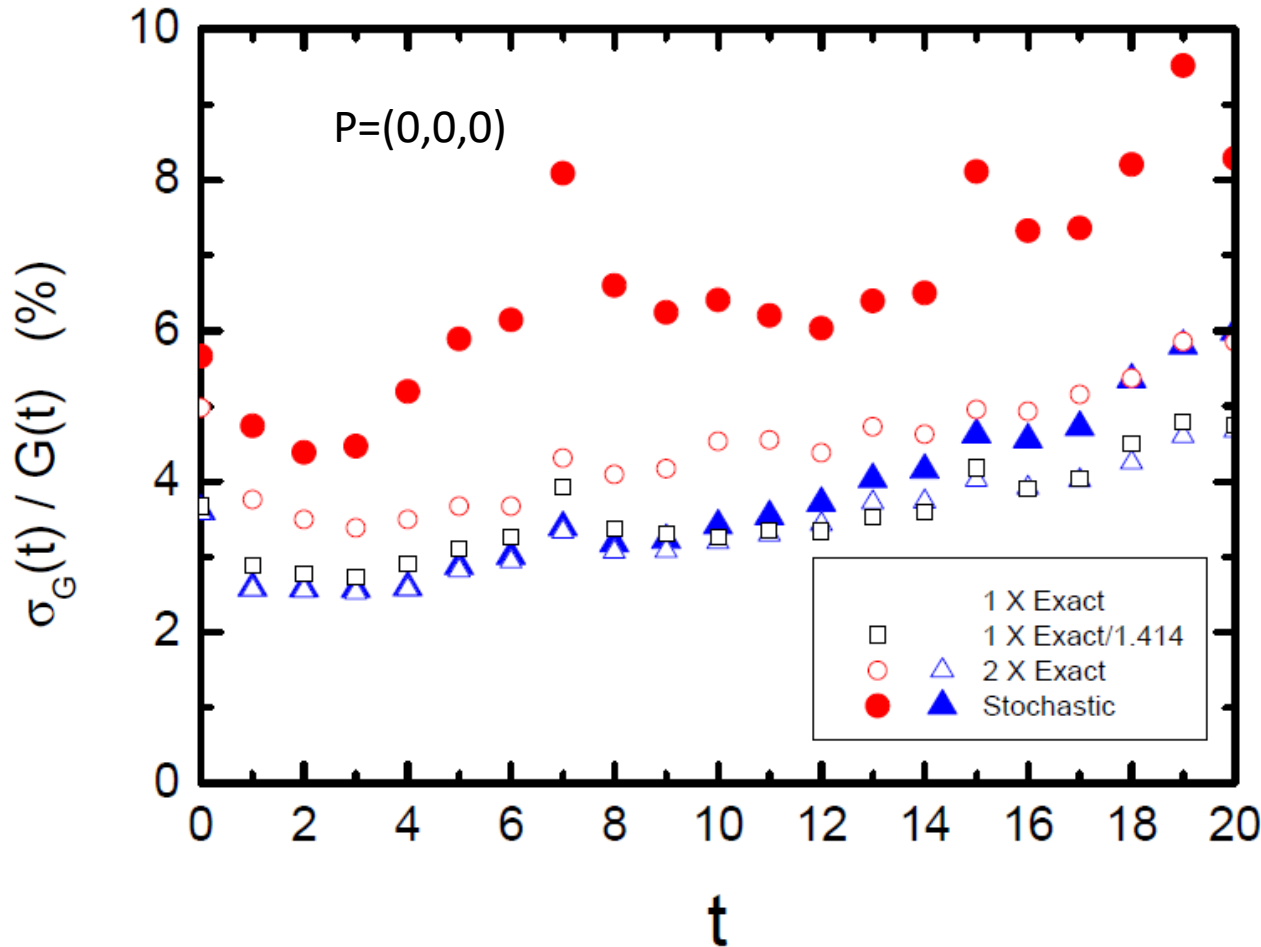 10
8
6
4
2
0
P=(0,0,0)
σG(t) / G(t) (%)
1 X Exact
1 X Exact/1.414
2 X Exact
Stochastic
0 2 4 6 8 10 12 14 16 18 20
t